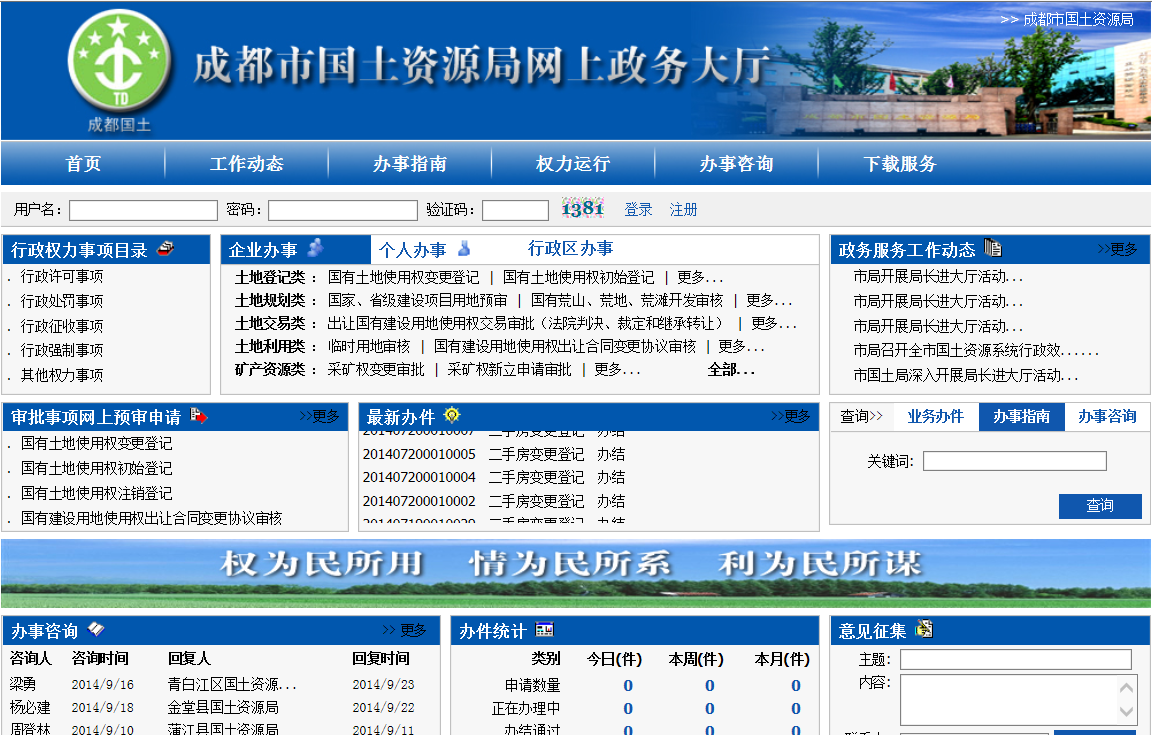 >> 成都市国土资源局
成都市国土资源局网上政务大厅
TD
成都国土
首页 工作动态 办事指南 权力运行 办事咨询 下载服务
用户名: 密码: 验证码: 1381 登录 注册
行政权力事项目录
. 行政许可事项
. 行政处罚事项
. 行政征收事项
. 行政强制事项
. 其他权力事项
企业办事 个人办事 行政区办事
土地登记类 : 国有土地使用权变更登记 | 国有土地使用权初始登记 | 更多...
土地规划类 : 国家、省级建设项目用地预审 | 国有荒山、荒地、荒滩开发审核 | 更多...
土地交易类 : 出让国有建设用地使用权交易审批（法院判决、裁定和继承转让） | 更多...
土地利用类 : 临时用地审核 | 国有建设用地使用权出让合同变更协议审核 | 更多...
矿产资源类 : 采矿权变更审批 | 采矿权新立申请审批 | 更多... 全部...
政务服务工作动态 >>更多
市局开展局长进大厅活动...
市局开展局长进大厅活动...
市局开展局长进大厅活动...
市局召开全市国土资源系统行政效......
市国土局深入开展局长进大厅活动...
审批事项网上预审申请 >>更多
. 国有土地使用权变更登记
. 国有土地使用权初始登记
. 国有土地使用权注销登记
. 国有建设用地使用权出让合同变更协议审核
最新办件 >>更多
201407200010007 二手房变更登记 办结
201407200010005 二手房变更登记 办结
201407200010004 二手房变更登记 办结
201407200010002 二手房变更登记 办结
查询>> 业务办件 办事指南 办事咨询
关键词:
查询
权为民所用 情为民所系 利为民所谋
办事咨询 >> 更多
咨询人 咨询时间 回复人 回复时间
梁勇 2014/9/16 青白江区国土资源... 2014/9/23
杨必建 2014/9/18 金堂县国土资源局 2014/9/22
周登林 2014/9/10 蒲江县国土资源局 2014/9/11
办件统计
类别 今日(件) 本周(件) 本月(件)
申请数量 0 0 0
正在办理中 0 0 0
办结通过 0 0 0
意见征集
主题:
内容: